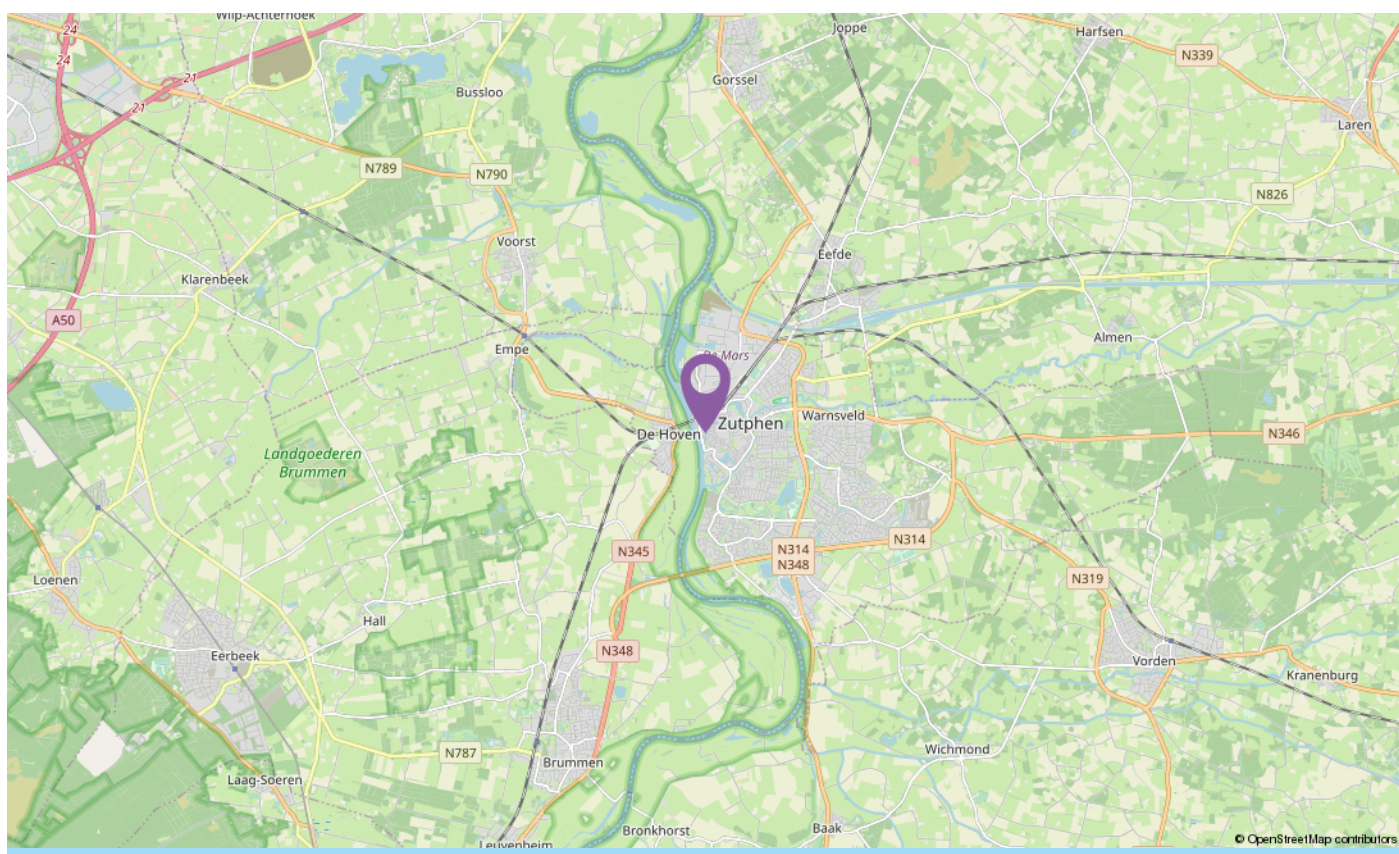 Wilp-Achterhoek
24
Joppe
Harfsen
N339
24
21
Gorssel
Bussloo
21
Laren
N789
N790
N826
Voorst
Eefde
Klarenbeek
A50
Almen
Empe
De Mars
Zutphen
Warnsveld
De Hoven
N346
Landgoederen
Brummen
N314
N345
N314
N348
Loenen
N319
Hall
N348
Eerbeek
Vorden
Kranenburg
N787
Wichmond
Brummen
Laag-Soeren
Bronkhorst
Baak
© OpenStreetMap contributors
Leuvenheim